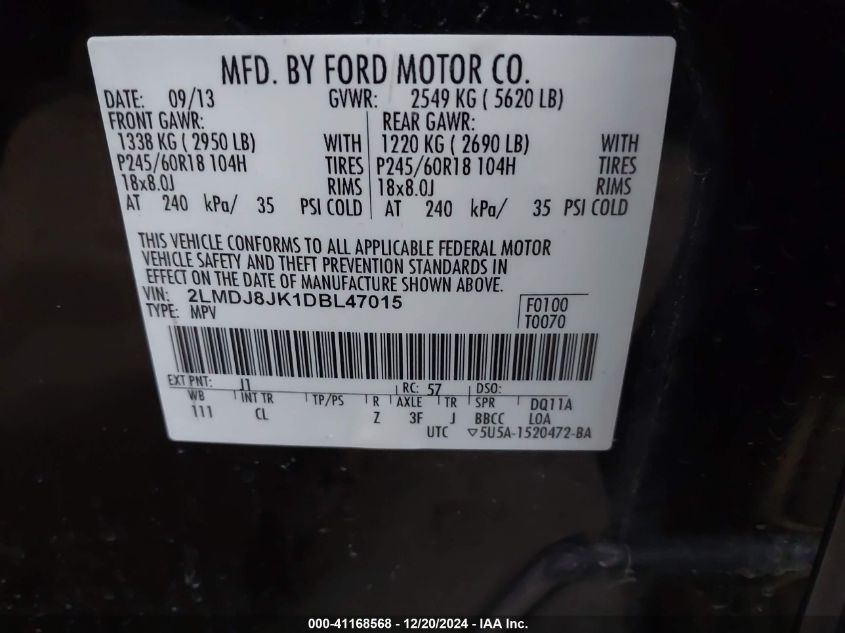 MFD. BY FORD MOTOR CO.
DATE: 09/13 GVWR: 2549 KG ( 5620 LB)
FRONT GAWR: REAR GAWR:
1338 KG ( 2950 LB) WITH 1220 KG ( 2690 LB) WITH
P245/60R18 104H TIRES P245/60R18 104H TIRES
18x8.0J RIMS 18x8.0J RIMS
AT 240 kPa/ 35 PSI COLD AT 240 kPa/ 35 PSI COLD
THIS VEHICLE CONFORMS TO ALL APPLICABLE FEDERAL MOTOR
VEHICLE SAFETY AND THEFT PREVENTION STANDARDS IN
EFFECT ON THE DATE OF MANUFACTURE SHOWN ABOVE.
VIN: 2LMDJ8JK1DBL47015 F0100
TYPE: MPV T0070
EXT PNT: J1 RC: 57 DSO:
WB INT TR TP/PS R AXLE TR SPR DQ11A
111 CL Z 3F J BBCC LOA
UTC ▽5U5A-1520472-BA
000-41168568 - 12/20/2024 - IAA Inc.